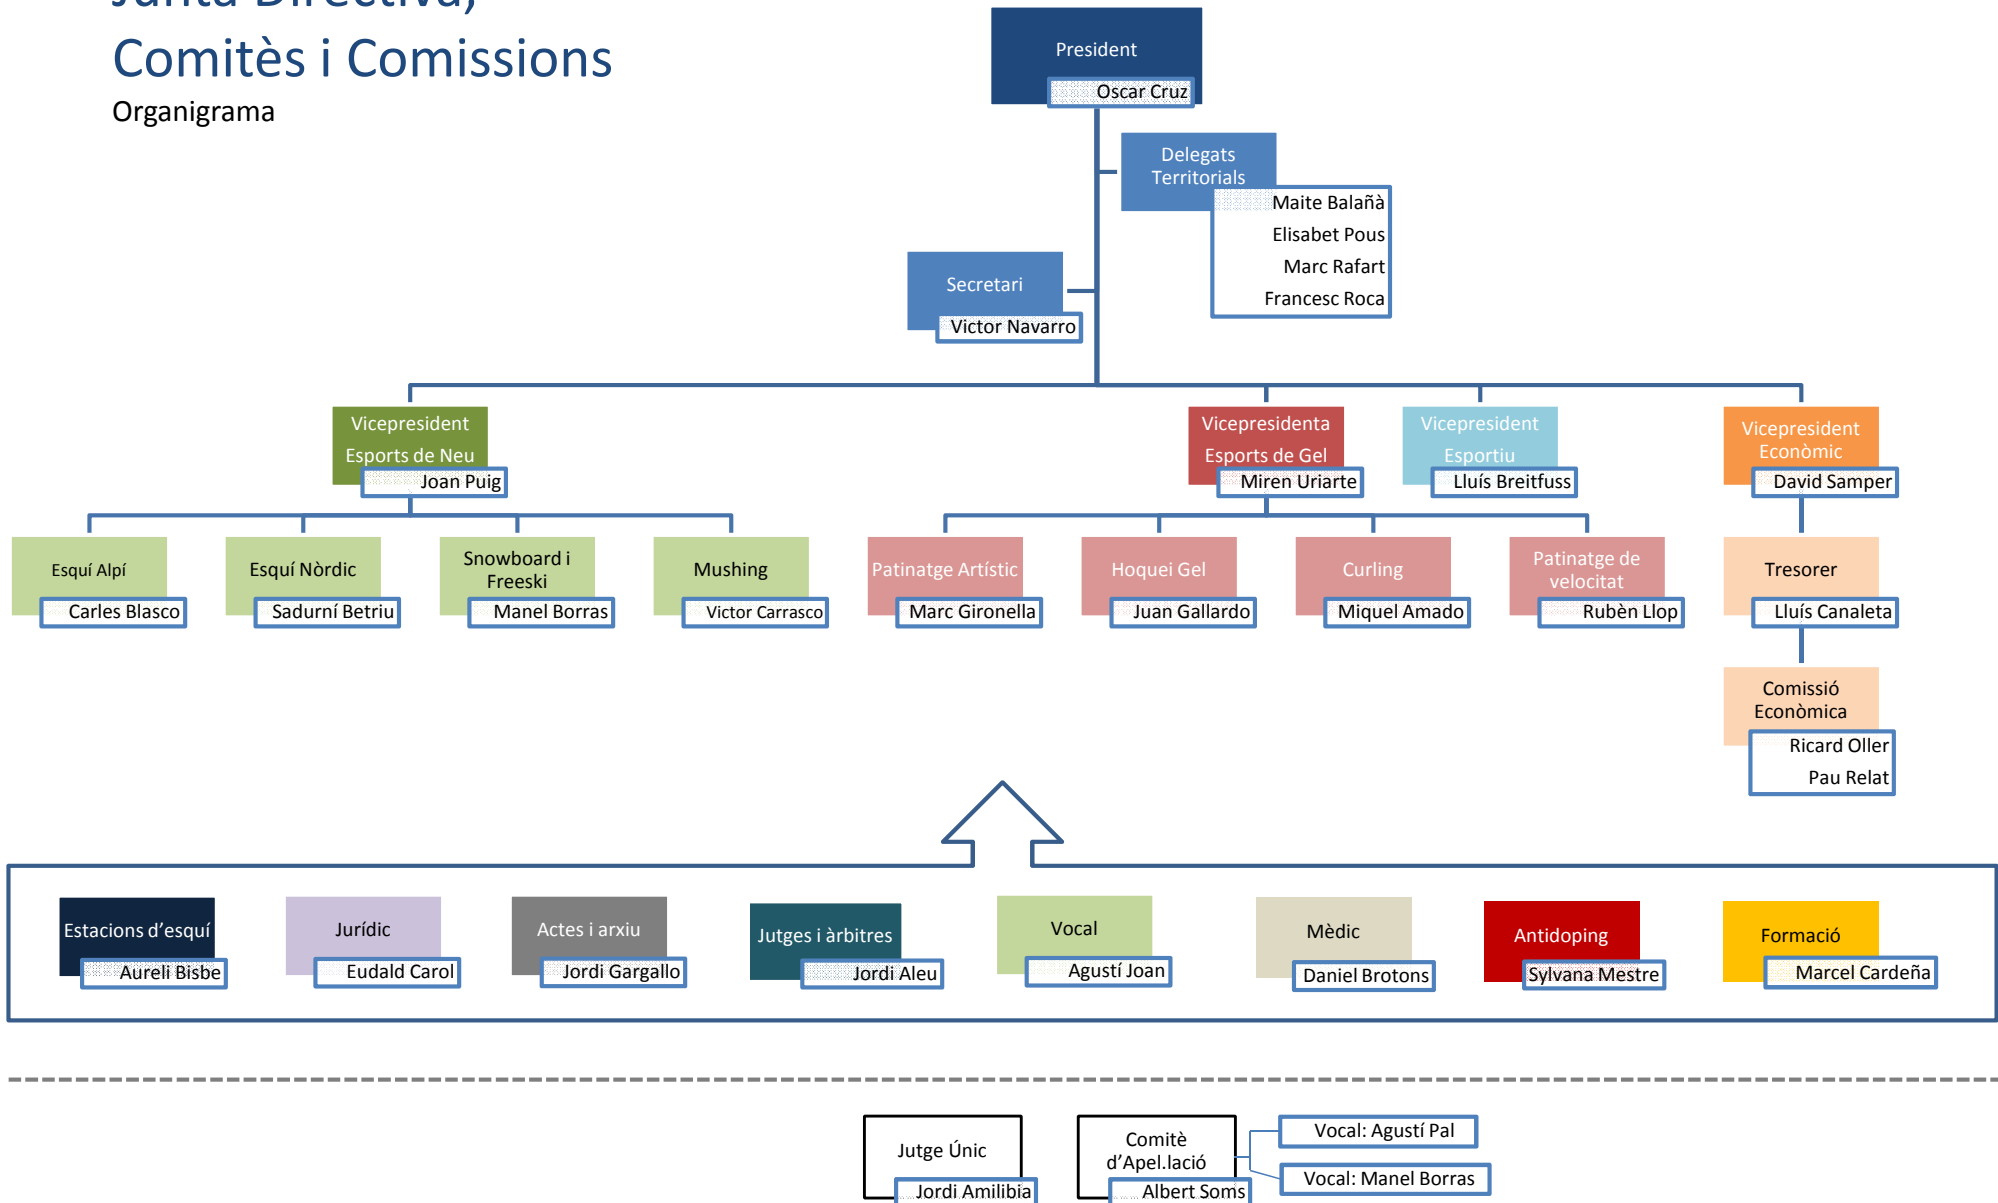 Junta Directiva,
Comitès i Comissions
Organigrama
President
Oscar Cruz
Delegats
Territorials
Maite Balañà
Elisabet Pous
Marc Rafart
Francesc Roca
Secretari
Victor Navarro
Vicepresident
Esports de Neu
Joan Puig
Vicepresidenta
Esports de Gel
Miren Uriarte
Vicepresident
Esportiu
Lluís Breitfuss
Vicepresident
Econòmic
David Samper
Esquí Alpí
Carles Blasco
Esquí Nòrdic
Sadurní Betriu
Snowboard i
Freeski
Manel Borras
Mushing
Victor Carrasco
Patinatge Artístic
Marc Gironella
Hoquei Gel
Juan Gallardo
Curling
Miquel Amado
Patinatge de
velocitat
Rubèn Llop
Tresorer
Lluís Canaleta
Comissió
Econòmica
Ricard Oller
Pau Relat
Estacions d’esquí
Aureli Bisbe
Jurídic
Eudald Carol
Actes i arxiu
Jordi Gargallo
Jutges i àrbitres
Jordi Aleu
Vocal
Agustí Joan
Mèdic
Daniel Brotons
Antidoping
Sylvana Mestre
Formació
Marcel Cardeña
Jutge Únic
Jordi Amilibia
Comitè
d’Apel.lació
Albert Soms
Vocal: Agustí Pal
Vocal: Manel Borras